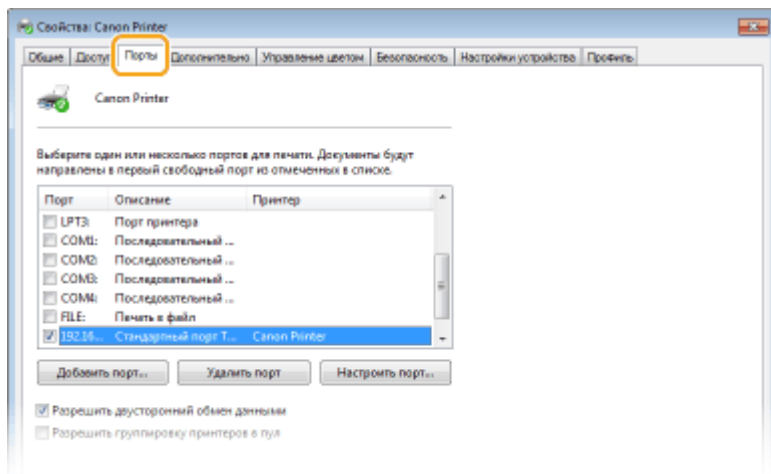 Свойства: Canon Printer
Общие Доступ Порты Дополнительно Управление цветом Безопасность Настройки устройства Профиль
Canon Printer
Выберите один или несколько портов для печати. Документы будут
направлены в первый свободный порт из отмеченных в списке.
Порт Описание Принтер
LPT3: Порт принтера
COM1: Последовательный ...
COM2: Последовательный ...
COM3: Последовательный ...
COM4: Последовательный ...
FILE: Печать в файл
192.16... Стандартный порт T... Canon Printer
Добавить порт... Удалить порт Настроить порт...
Разрешить двусторонний обмен данными
Разрешить группировку принтеров в пул